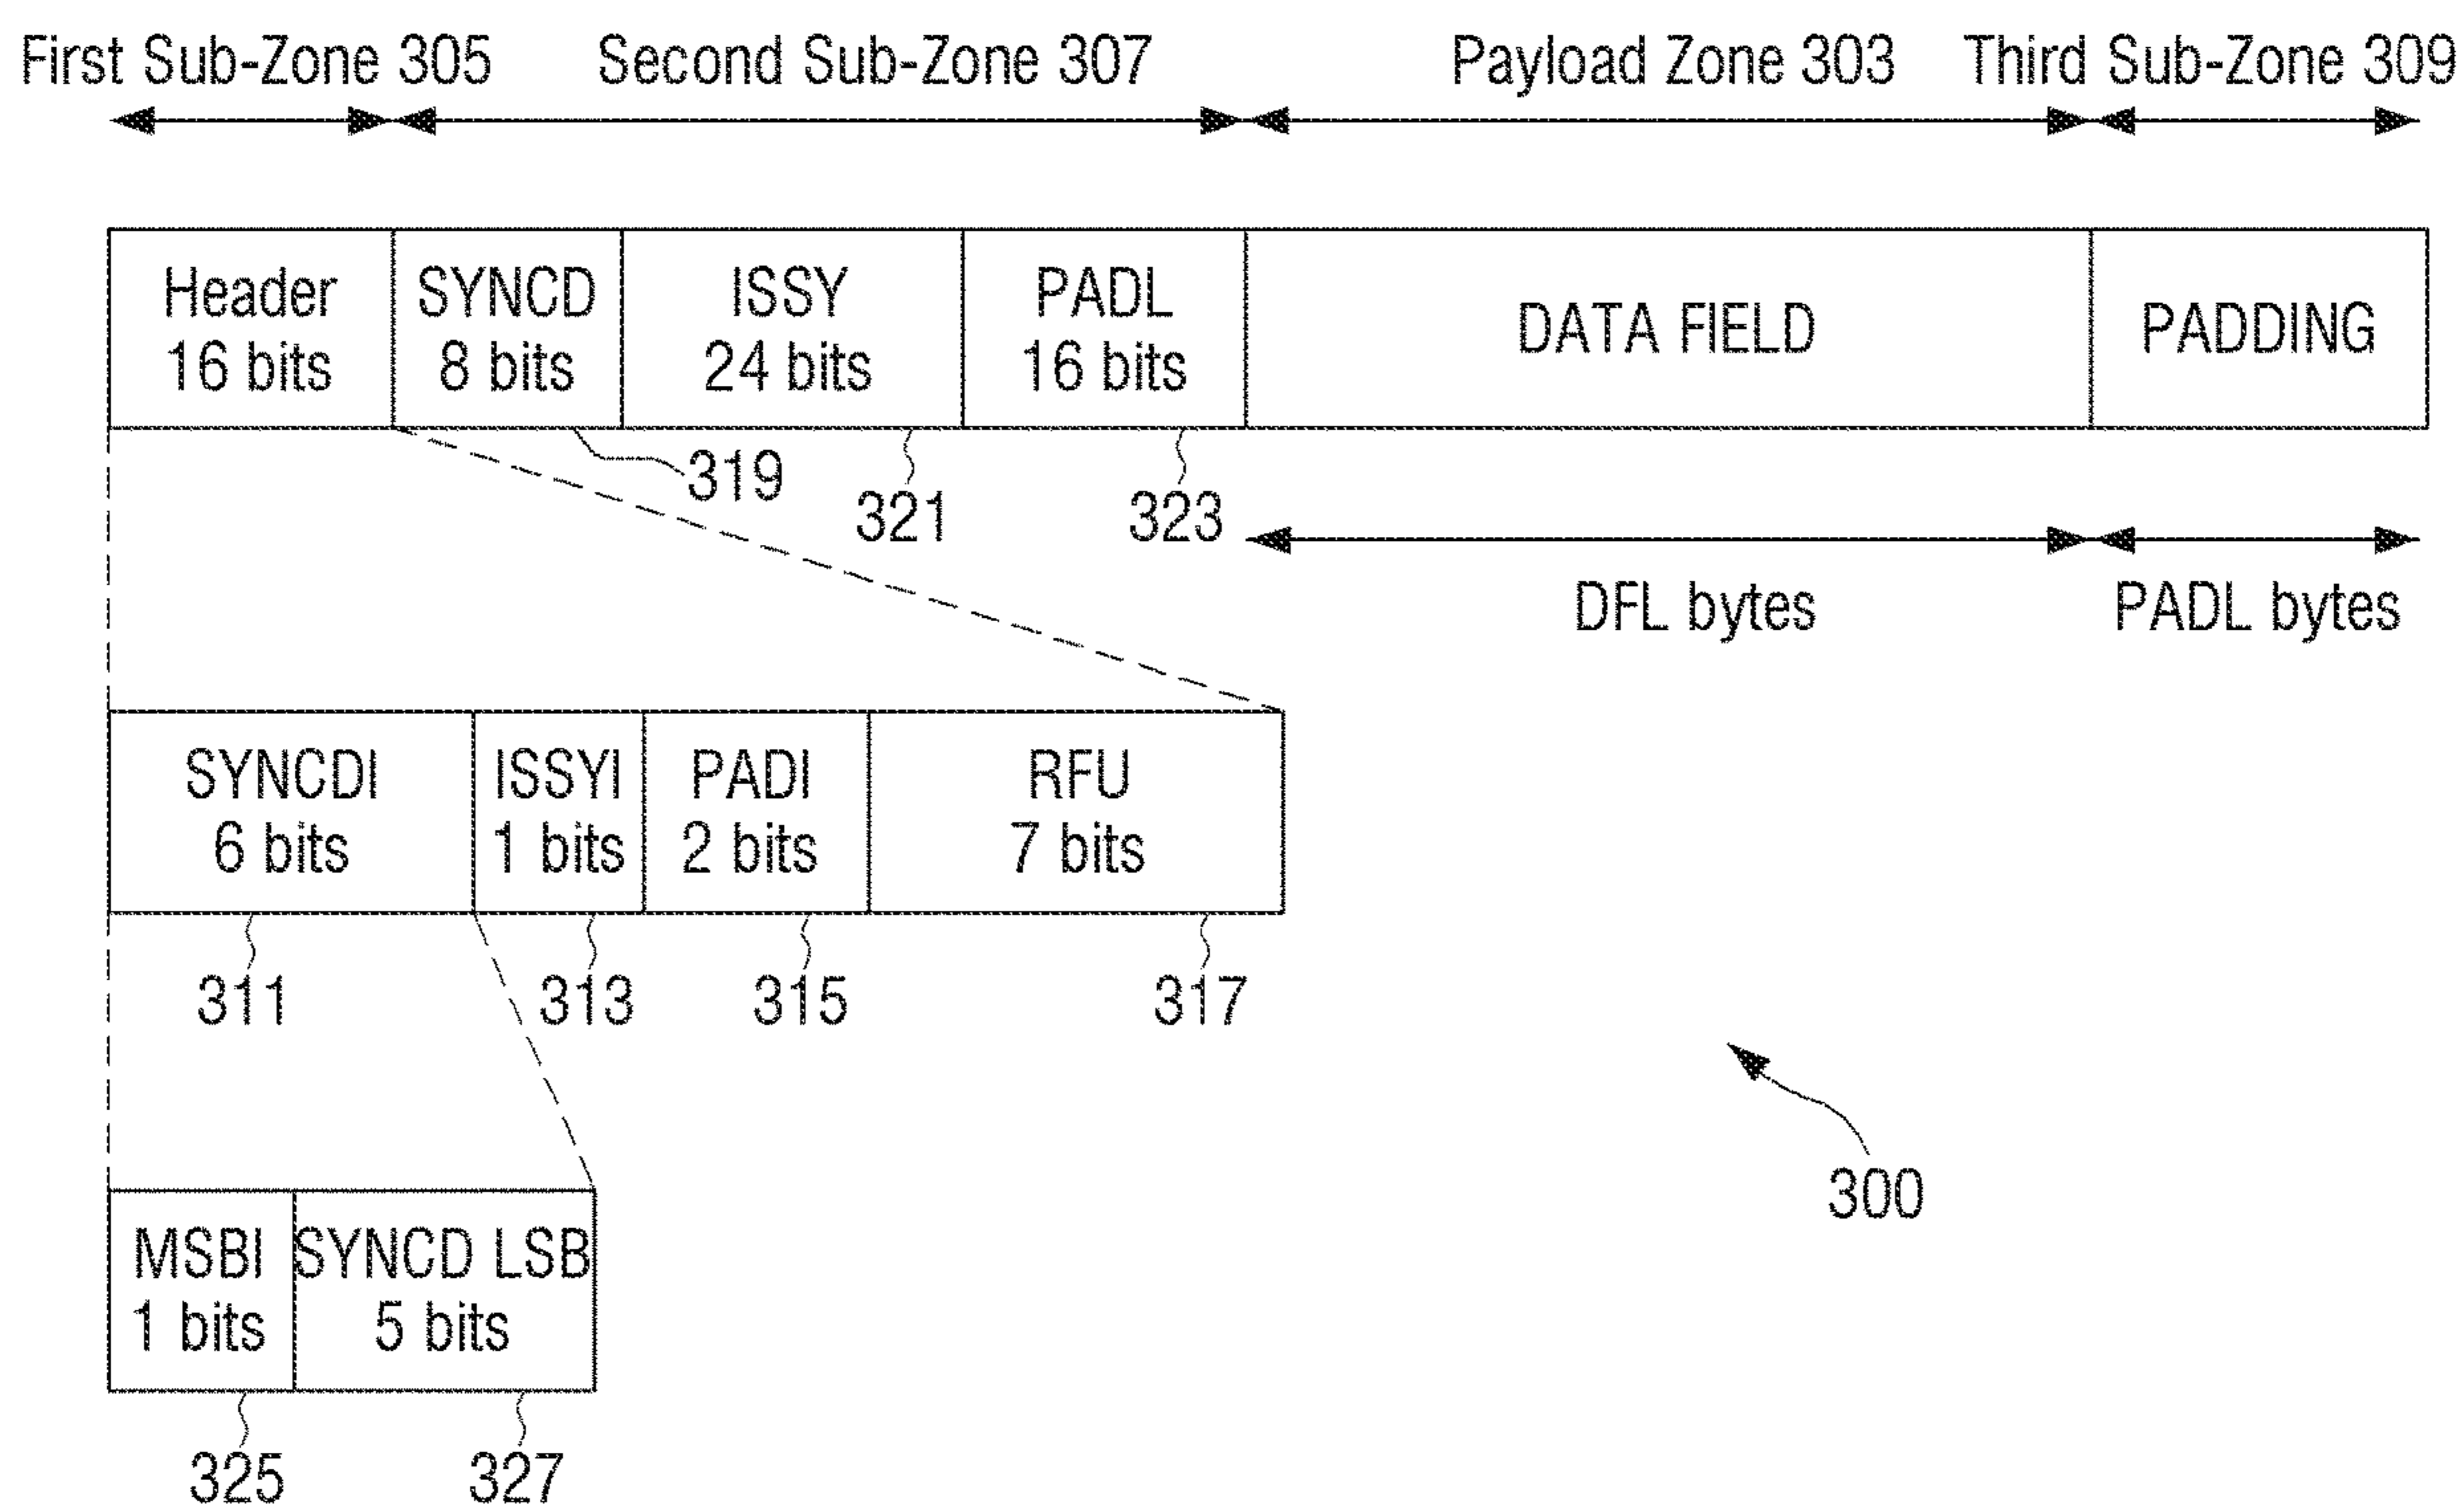 First Sub-Zone 305 Second Sub-Zone 307 Payload Zone 303 Third Sub-Zone 309
Header SYNCD ISSY PADL DATA FIELD PADDING
16 bits 8 bits 24 bits 16 bits
319 321 323
DFL bytes PADL bytes
SYNCDI ISSYI PADI RFU
6 bits 1 bits 2 bits 7 bits
311 313 315 317
300
MSBI SYNCD LSB
1 bits 5 bits
325 327